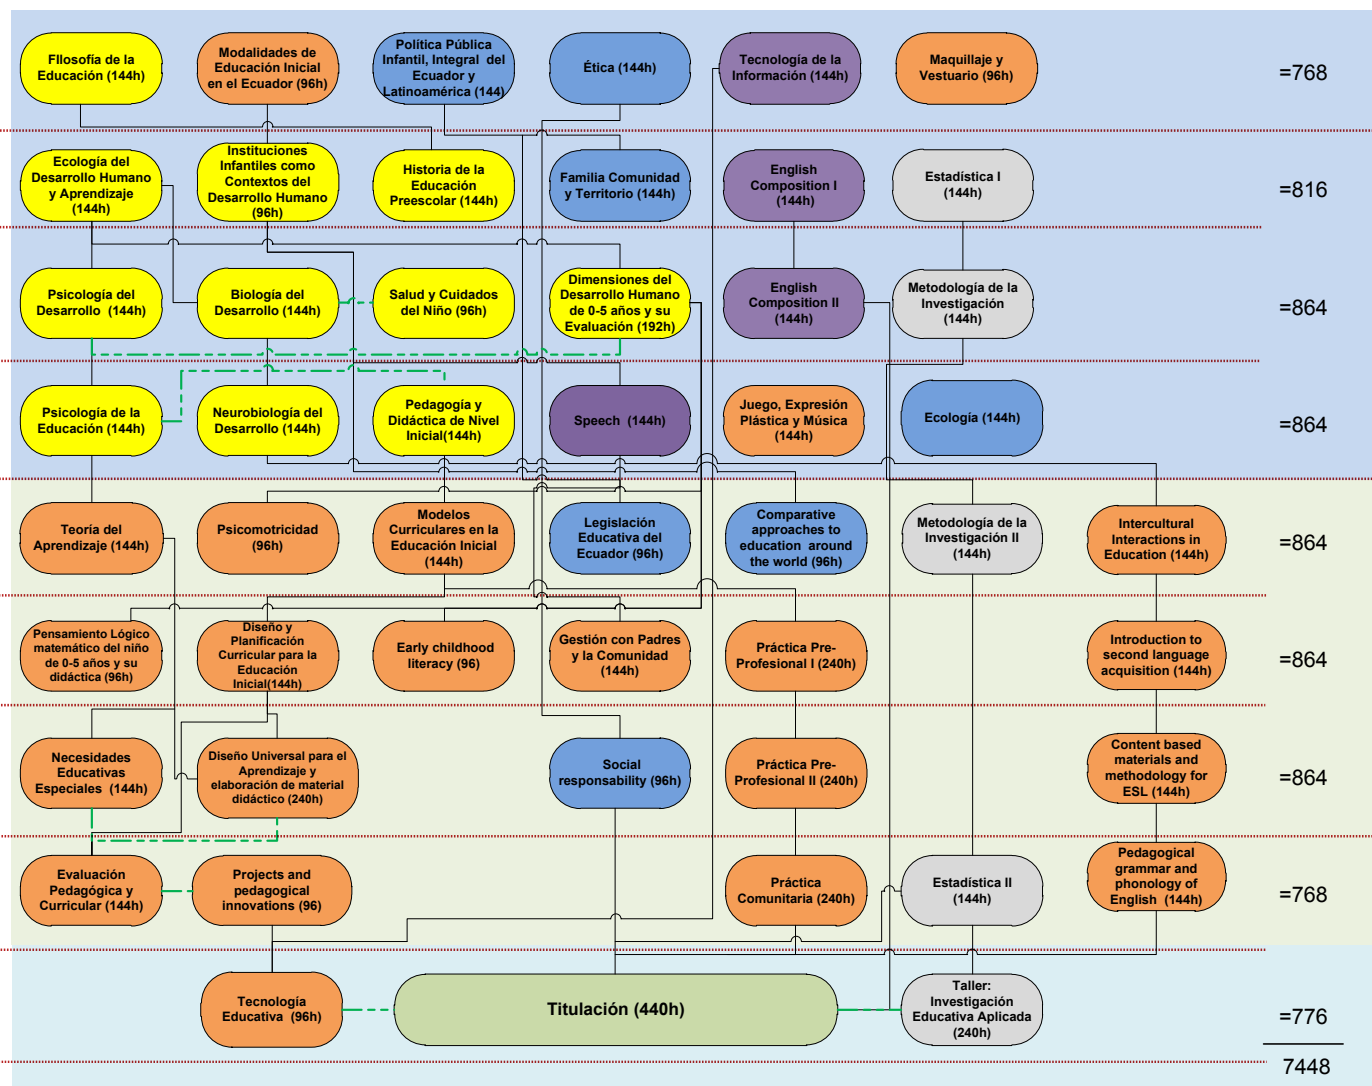 FIlosofía de la
Educación (144h)
Modalidades de
Educación Inicial
en el Ecuador (96h)
Política Pública
Infantil, Integral del
Ecuador y
Latinoamérica (144)
Ética (144h)
Tecnología de la
Información (144h)
Maquillaje y
Vestuario (96h)
=768
Ecología del
Desarrollo Humano
y Aprendizaje
(144h)
Instituciones
Infantiles como
Contextos del
Desarrollo Humano
(96h)
Historia de la
Educación
Preescolar (144h)
Familia Comunidad
y Territorio (144h)
English
Composition I
(144h)
Estadística I
(144h)
=816
Psicología del
Desarrollo (144h)
Biología del
Desarrollo (144h)
Salud y Cuidados
del Niño (96h)
Dimensiones del
Desarrollo Humano
de 0-5 años y su
Evaluación (192h)
English
Composition II
(144h)
Metodología de la
Investigación
(144h)
=864
Psicología de la
Educación (144h)
Neurobiología del
Desarrollo (144h)
Pedagogía y
Didáctica de Nivel
Inicial(144h)
Speech (144h)
Juego, Expresión
Plástica y Música
(144h)
Ecología (144h)
=864
Teoría del
Aprendizaje (144h)
Psicomotricidad
(96h)
Modelos
Curriculares en la
Educación Inicial
(144h)
Legislación
Educativa del
Ecuador (96h)
Comparative
approaches to
education around
the world (96h)
Metodología de la
Investigación II
(144h)
Intercultural
Interactions in
Education (144h)
=864
Pensamiento Lógico
matemático del niño
de 0-5 años y su
didáctica (96h)
Diseño y
Planificación
Curricular para la
Educación
Inicial(144h)
Early childhood
literacy (96)
Gestión con Padres
y la Comunidad
(144h)
Práctica Pre-
Profesional I (240h)
Introduction to
second language
acquisition (144h)
=864
Necesidades
Educativas
Especiales (144h)
Diseño Universal para el
Aprendizaje y
elaboración de material
didáctico (240h)
Social
responsability (96h)
Práctica Pre-
Profesional II (240h)
Content based
materials and
methodology for
ESL (144h)
=864
Evaluación
Pedagógica y
Curricular (144h)
Projects and
pedagogical
innovations (96)
Práctica
Comunitaria (240h)
Estadística II
(144h)
Pedagogical
grammar and
phonology of
English (144h)
=768
Tecnología
Educativa (96h)
Titulación (440h)
Taller:
Investigación
Educativa Aplicada
(240h)
=776
7448